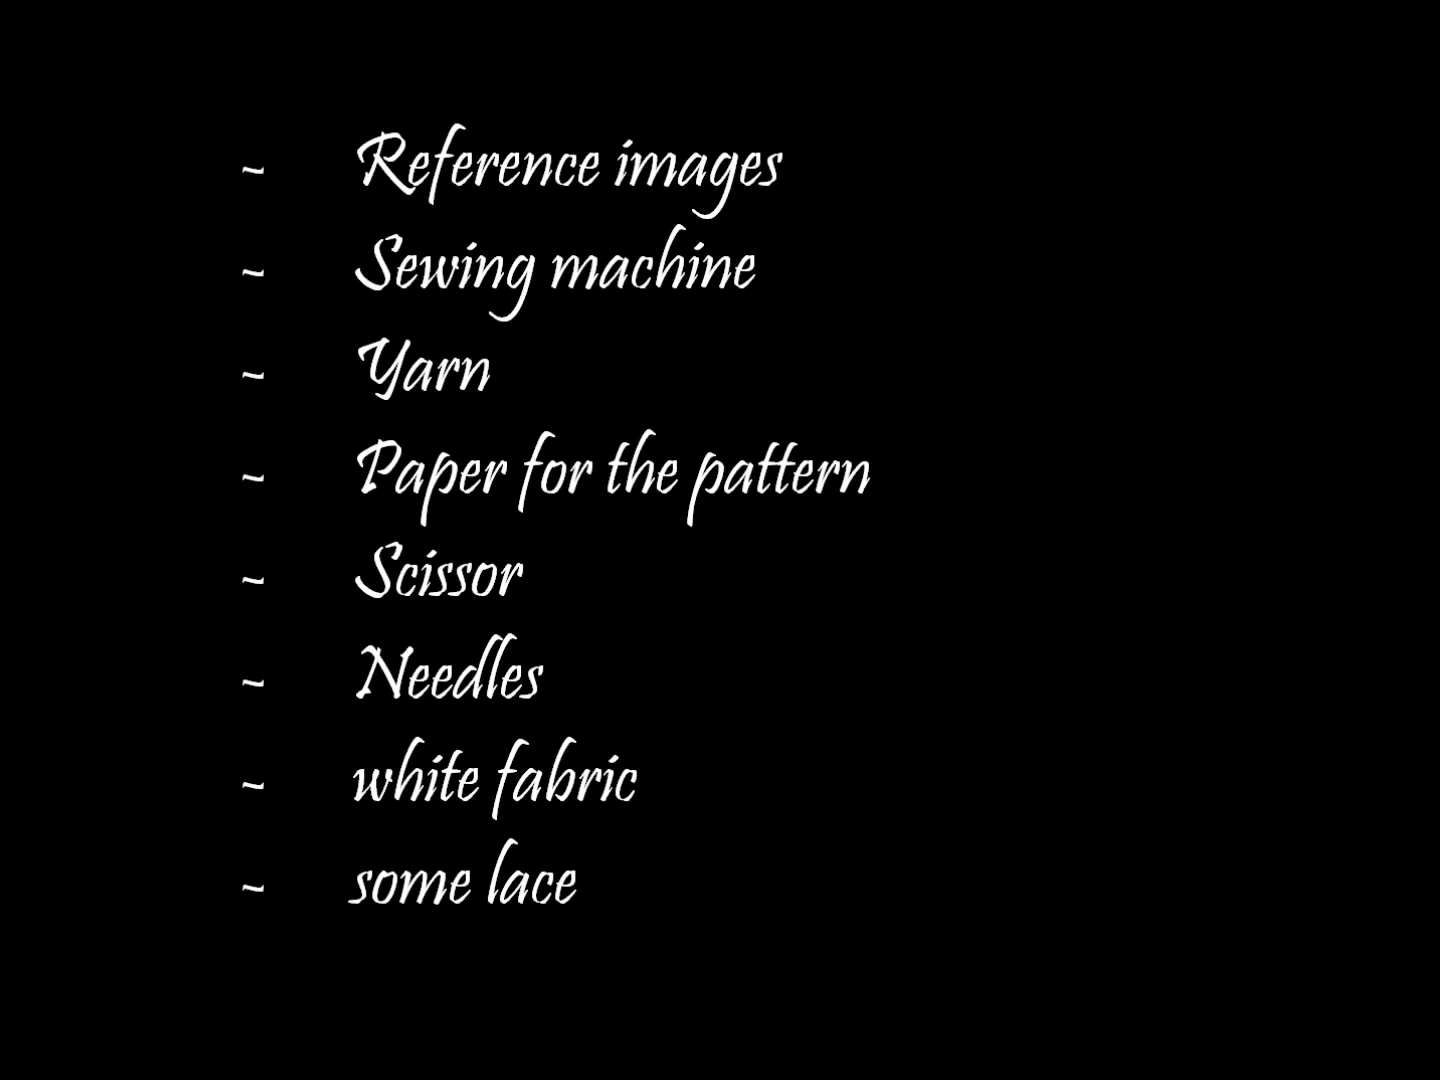 ~ Reference images
~ Sewing machine
~ Yarn
~ Paper for the pattern
~ Scissor
~ Needles
~ white fabric
~ some lace